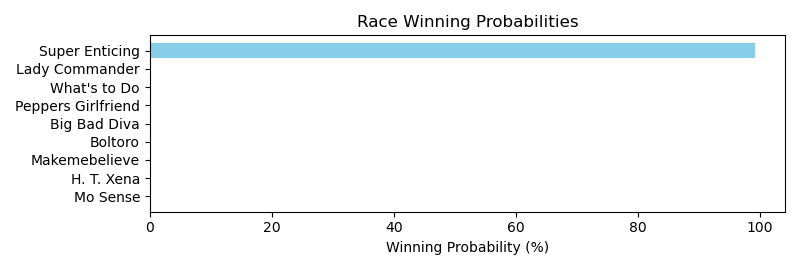 Race Winning Probabilities
Super Enticing
Lady Commander
What's to Do
Peppers Girlfriend
Big Bad Diva
Boltoro
Makemebelieve
H. T. Xena
Mo Sense
0 20 40 60 80 100
Winning Probability (%)